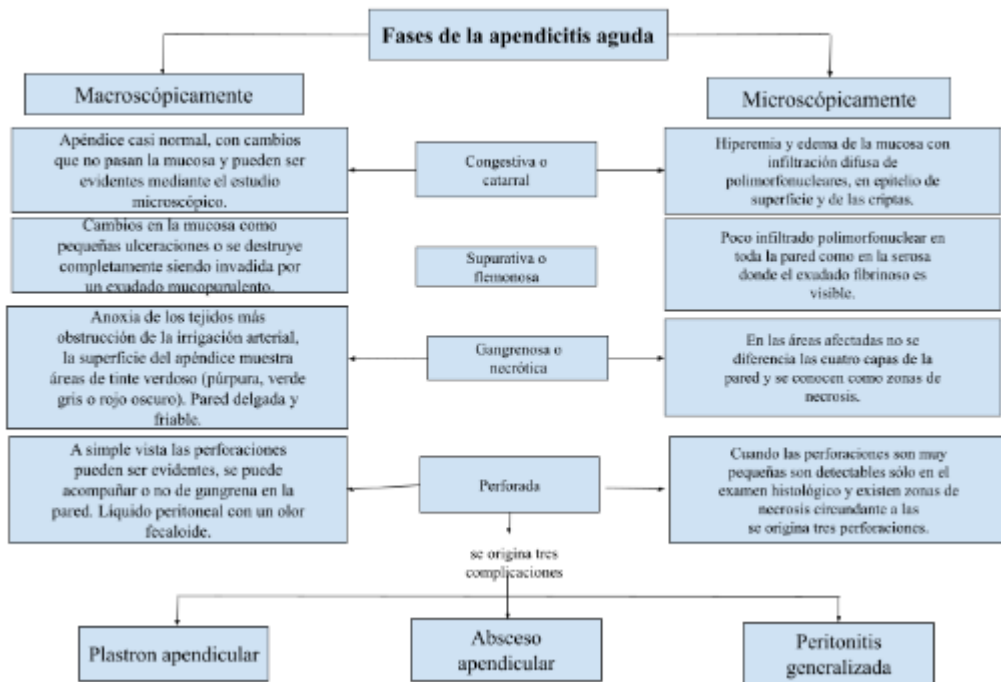 Fases de la apendicitis aguda
Macroscópicamente
Microscópicamente
Apéndice casi normal, con cambios
que no pasan la mucosa y pueden ser
evidentes mediante el estudio
microscópico.
Congestiva o
catarral
Hiperemia y edema de la mucosa con
infiltración difusa de
polimorfonucleares, en epitelio de
superficie y de las criptas.
Cambios en la mucosa como
pequeñas ulceraciones o se destruye
completamente siendo invadida por
un exudado mucopurulento.
Supurativa o
flemonosa
Poco infiltrado polimorfonuclear en
toda la pared como en la serosa
donde el exudado fibrinoso es
visible.
Anoxia de los tejidos más
obstrucción de la irrigación arterial,
la superficie del apéndice muestra
áreas de tinte verdoso (púrpura, verde
gris o rojo oscuro). Pared delgada y
friable.
Gangrenosa o
necrótica
En las áreas afectadas no se
diferencia las cuatro capas de la
pared y se conocen como zonas de
necrosis.
A simple vista las perforaciones
pueden ser evidentes, se puede
acompañar o no de gangrena en la
pared. Líquido peritoneal con un olor
fecaloide.
Perforada
Cuando las perforaciones son muy
pequeñas son detectables sólo en el
examen histológico y existen zonas de
necrosis circundante a las
se origina tres perforaciones.
se origina tres
complicaciones
Plastron apendicular
Absceso
apendicular
Peritonitis
generalizada